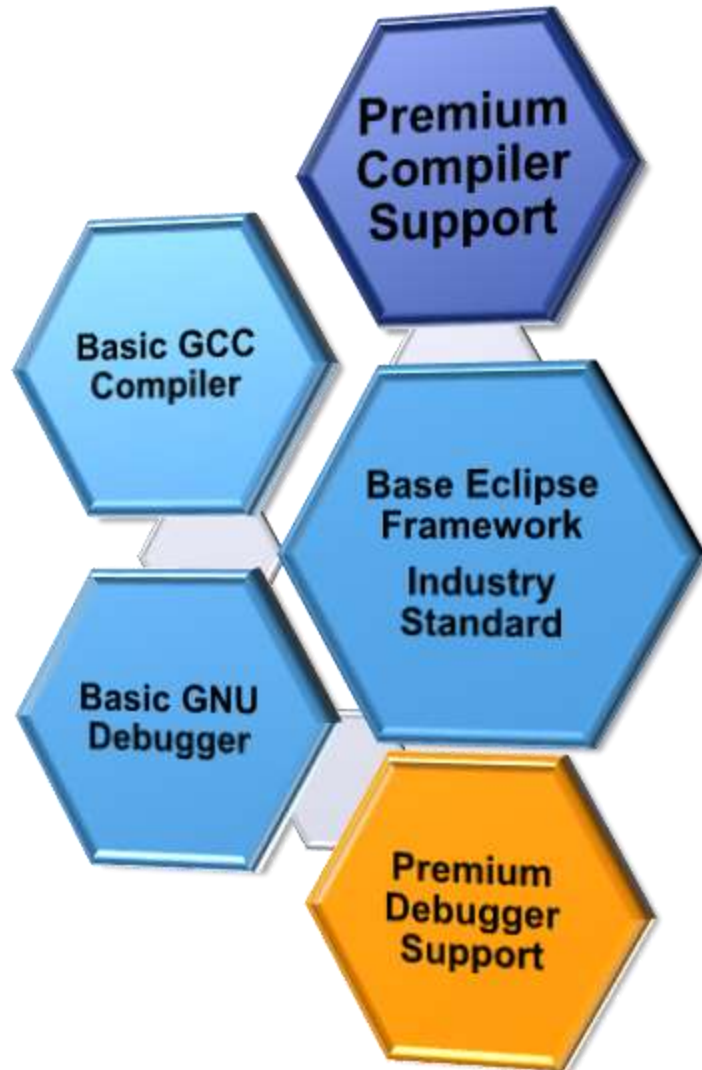 Premium
Compiler
Support
Basic GCC
Compiler
Base Eclipse
Framework
Industry
Standard
Basic GNU
Debugger
Premium
Debugger
Support